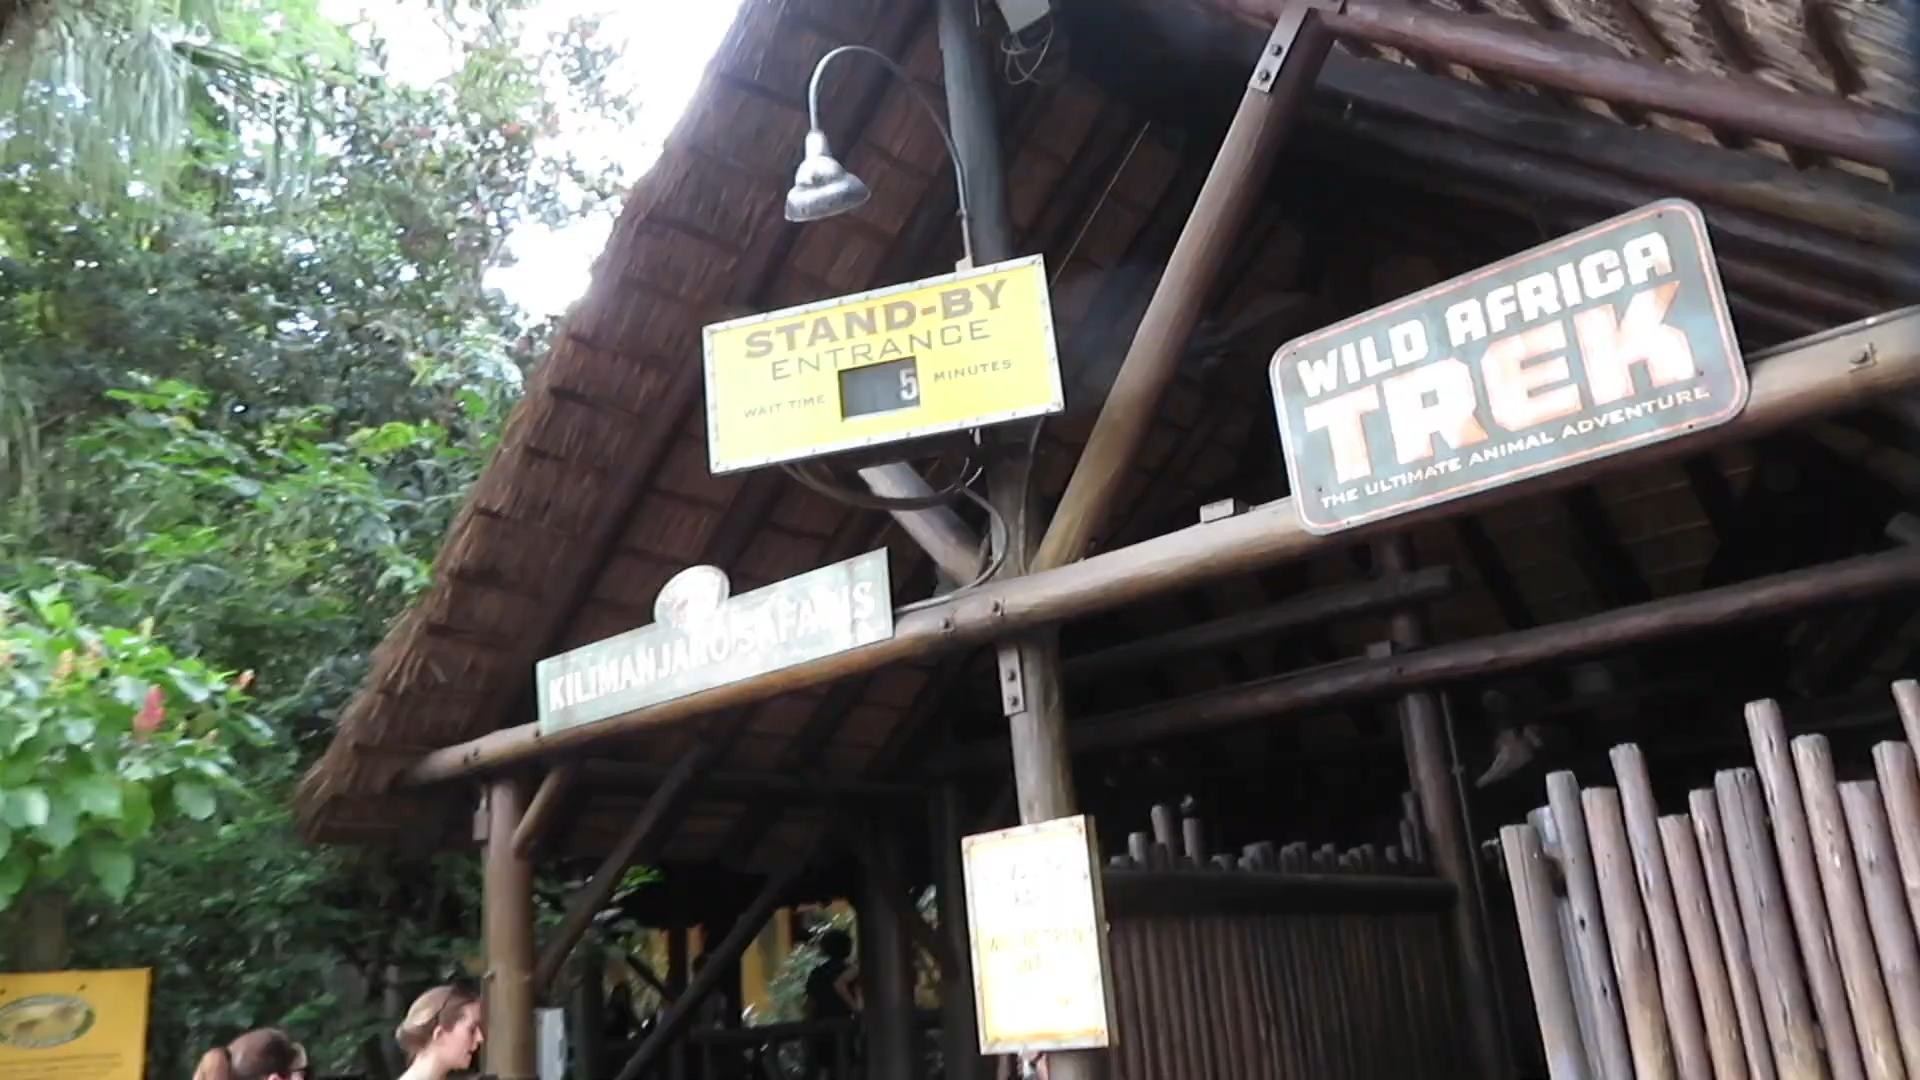 STAND-BY
ENTRANCE
WAIT TIME 5 MINUTES
WILD AFRICA
TREK
THE ULTIMATE ANIMAL ADVENTURE
KILIMANJARO SAFARIS